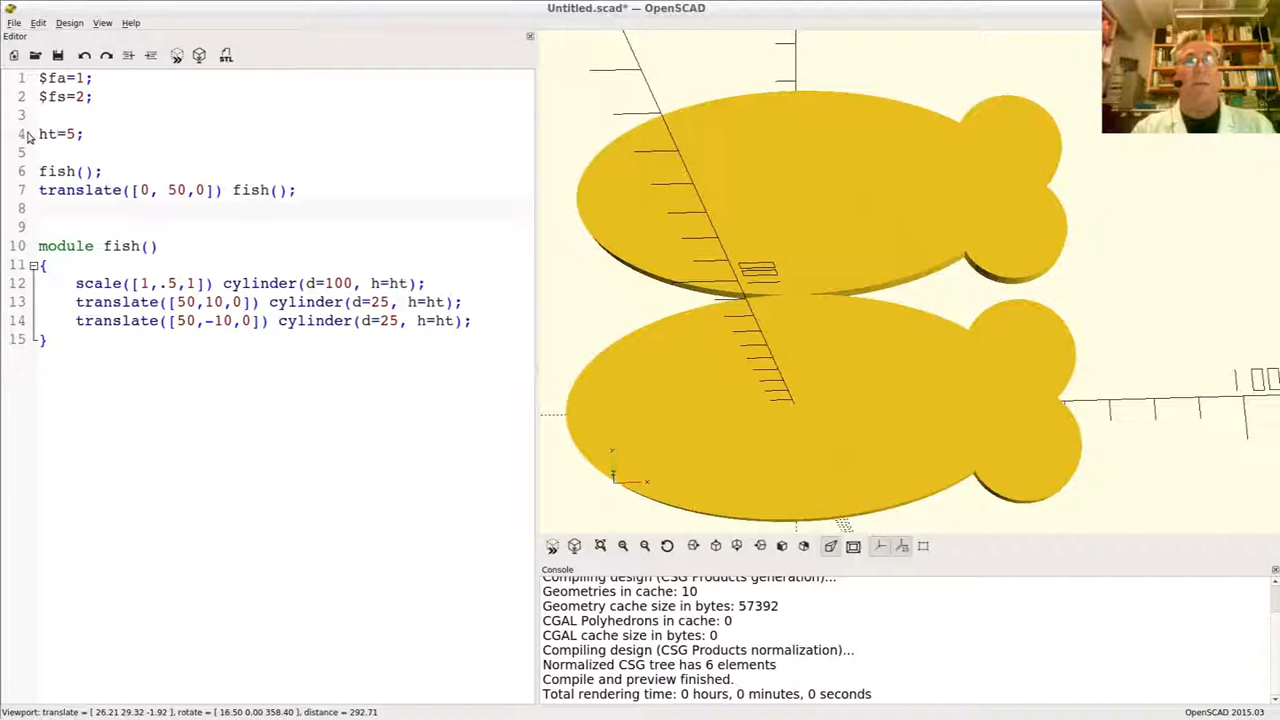 Untitled.scad* — OpenSCAD
File Edit Design View Help
Editor
STL
1 $fa=1;
2 $fs=2;
3
4 ht=5;
5
6 fish();
7 translate([0, 50,0]) fish();
8
9
10 module fish()
11 {
12 scale([1,.5,1]) cylinder(d=100, h=ht);
13 translate([50,10,0]) cylinder(d=25, h=ht);
14 translate([50,-10,0]) cylinder(d=25, h=ht);
15 }
x
Y
z
x
Console
Compiling design (CSG Products generation)...
Geometries in cache: 10
Geometry cache size in bytes: 57392
CGAL Polyhedrons in cache: 0
CGAL cache size in bytes: 0
Compiling design (CSG Products normalization)...
Normalized CSG tree has 6 elements
Compile and preview finished.
Total rendering time: 0 hours, 0 minutes, 0 seconds
Viewport: translate = [ 26.21 29.32 -1.92 ], rotate = [ 16.50 0.00 358.40 ], distance = 292.71
OpenSCAD 2015.03